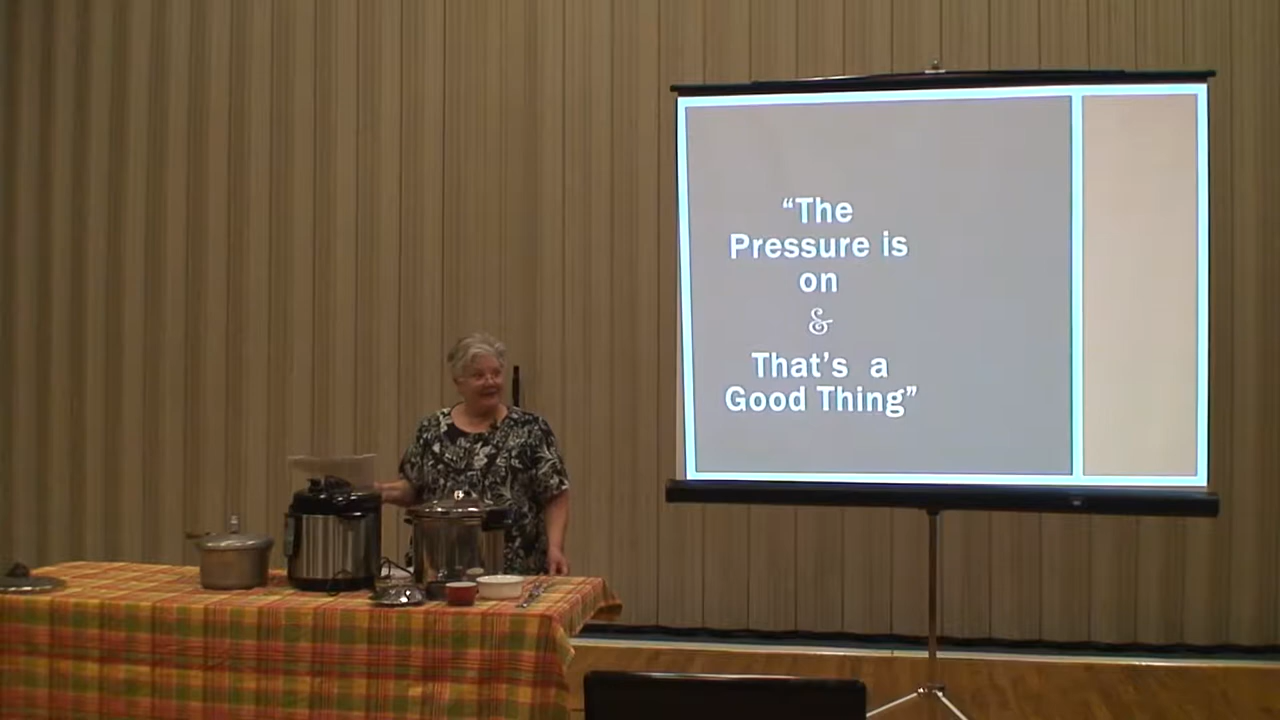 “The
Pressure is
on
&
That’s a
Good Thing”